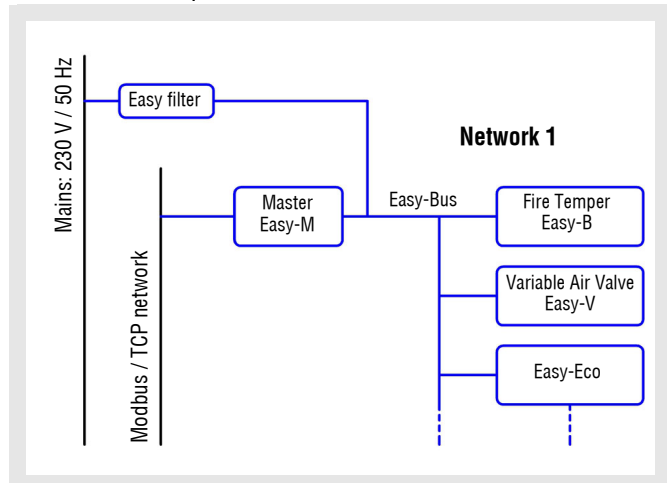 Mains: 230 V / 50 Hz
Easy filter
Network 1
Modbus / TCP network
Master
Easy-M
Easy-Bus
Fire Temper
Easy-B
Variable Air Valve
Easy-V
Easy-Eco